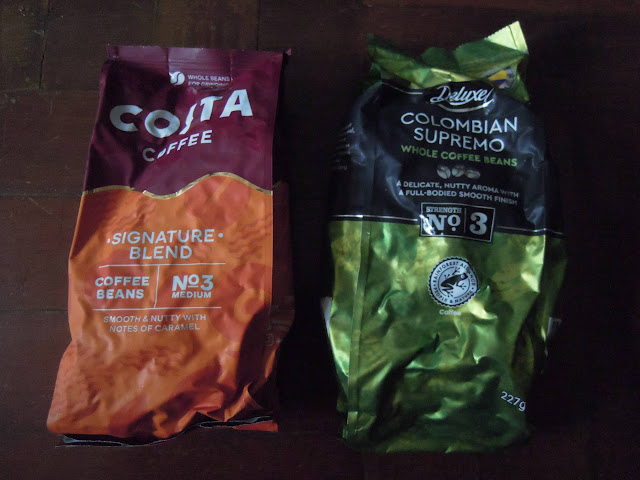 WHOLE BEANS
COSTA
COFFEE
SIGNATURE
BLEND
COFFEE
BEANS
No3
MEDIUM
SMOOTH & NUTTY WITH
NOTES OF CARAMEL
Deluxe
COLOMBIAN
SUPREMO
WHOLE COFFEE BEANS
A DELICATE, NUTTY AROMA WITH
A FULL-BODIED SMOOTH FINISH
STRENGTH
No 3
Coffee
227g